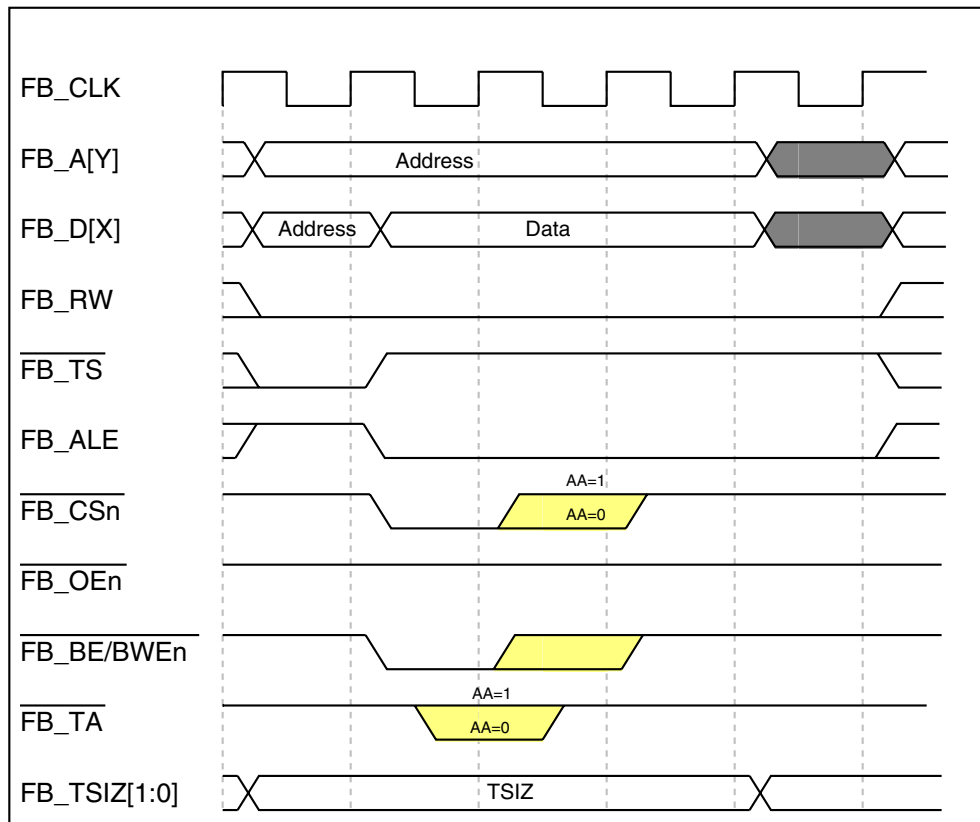 FB_CLK
FB_A[Y]
Address
FB_D[X]
Address
Data
FB_RW
FB_TS
FB_ALE
FB_CSn
AA=1
AA=0
FB_OEn
FB_BE/BWEn
FB_TA
AA=1
AA=0
FB_TSIZ[1:0]
TSIZ